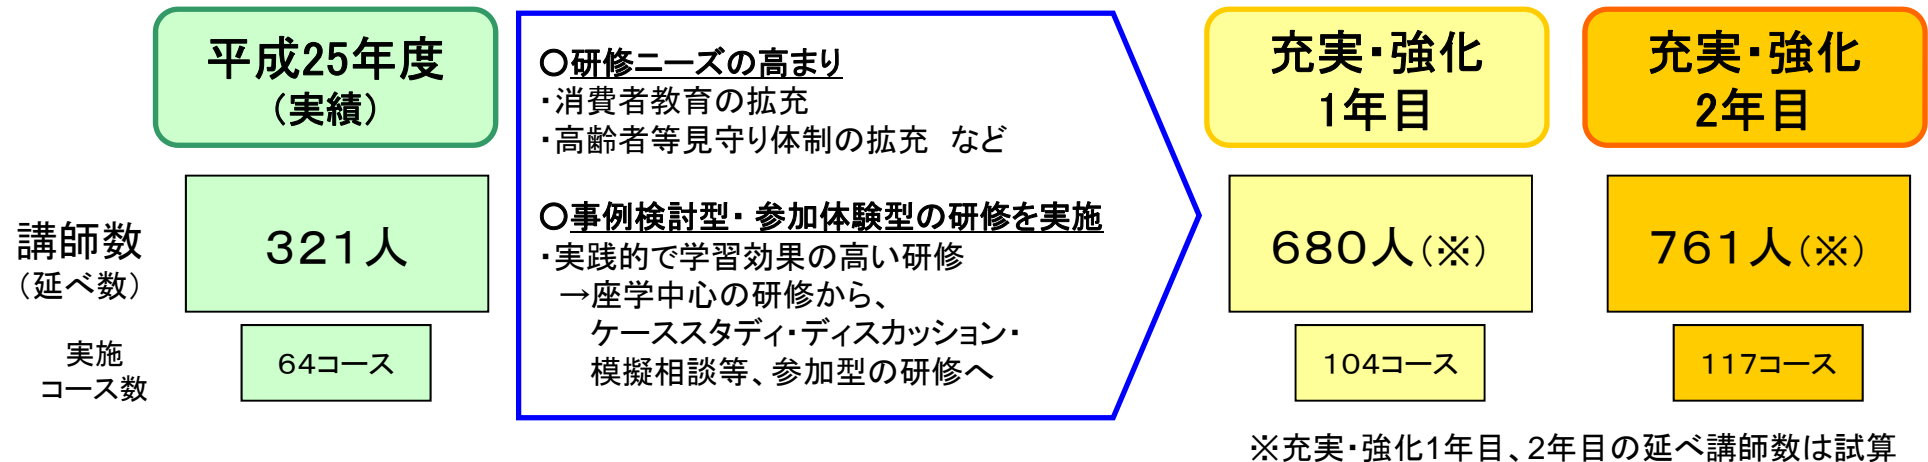 平成25年度
(実績)
○研修ニーズの高まり
・消費者教育の拡充
・高齢者等見守り体制の拡充 など
○事例検討型・参加体験型の研修を実施
・実践的で学習効果の高い研修
→座学中心の研修から、
ケーススタディ・ディスカッション・
模擬相談等、参加型の研修へ
充実・強化
1年目
充実・強化
2年目
講師数
(延べ数)
321人
680人(※)
761人(※)
実施
コース数
64コース
104コース
117コース
※充実・強化1年目、2年目の延べ講師数は試算